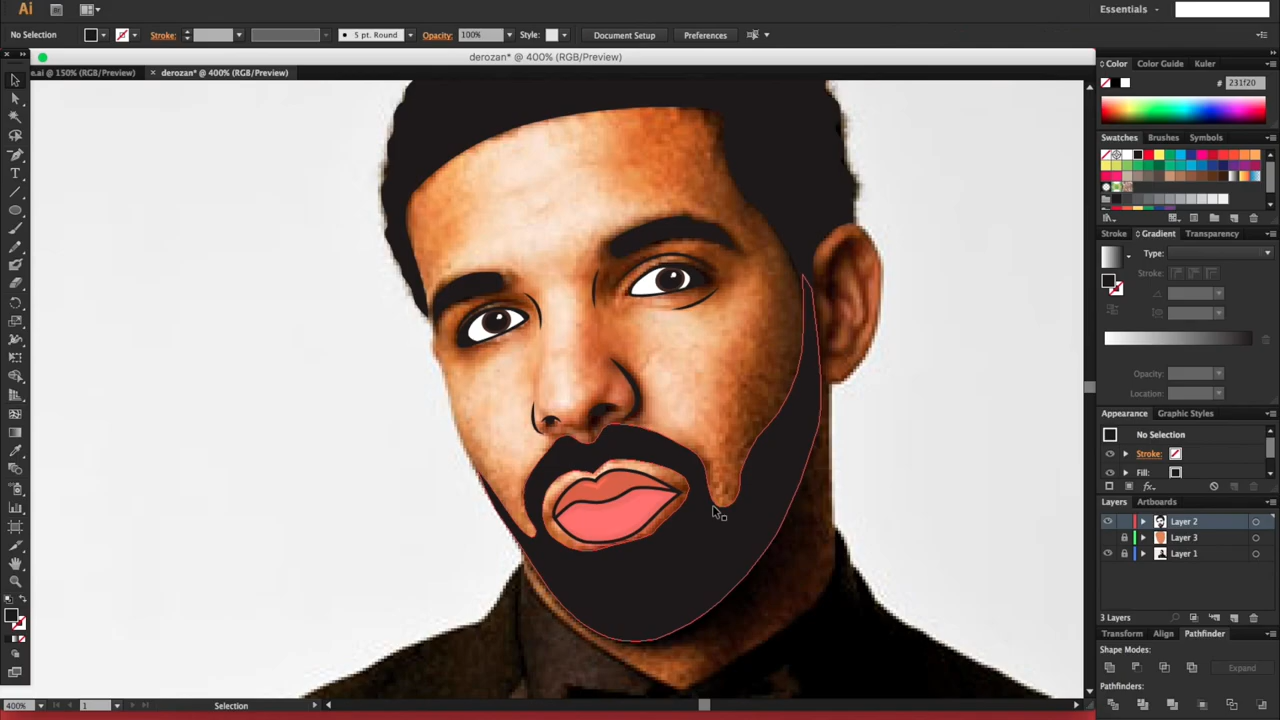 Ai Br Essentials
No Selection Stroke: 5 pt. Round Opacity: 100% Style: Document Setup Preferences
derozan* @ 400% (RGB/Preview)
e.ai @ 150% (RGB/Preview) × derozan* @ 400% (RGB/Preview)
Color Color Guide Kuler
# 231f20
Swatches Brushes Symbols
Stroke Gradient Transparency
Type:
Stroke:
Opacity:
Location:
Appearance Graphic Styles
No Selection
Stroke:
Fill:
fx
Layers Artboards
Layer 2
Layer 3
Layer 1
3 Layers
Transform Align Pathfinder
Shape Modes:
Expand
Pathfinders:
400% 1 Selection